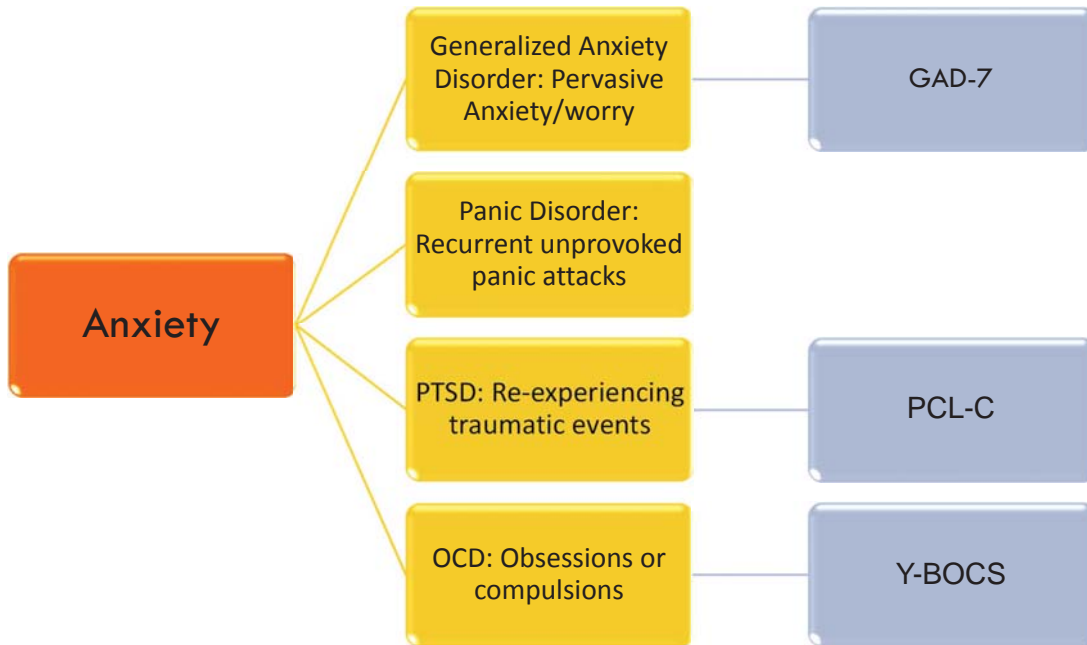 Anxiety
Generalized Anxiety
Disorder: Pervasive
Anxiety/worry
GAD-7
Panic Disorder:
Recurrent unprovoked
panic attacks
PTSD: Re-experiencing
traumatic events
PCL-C
OCD: Obsessions or
compulsions
Y-BOCS